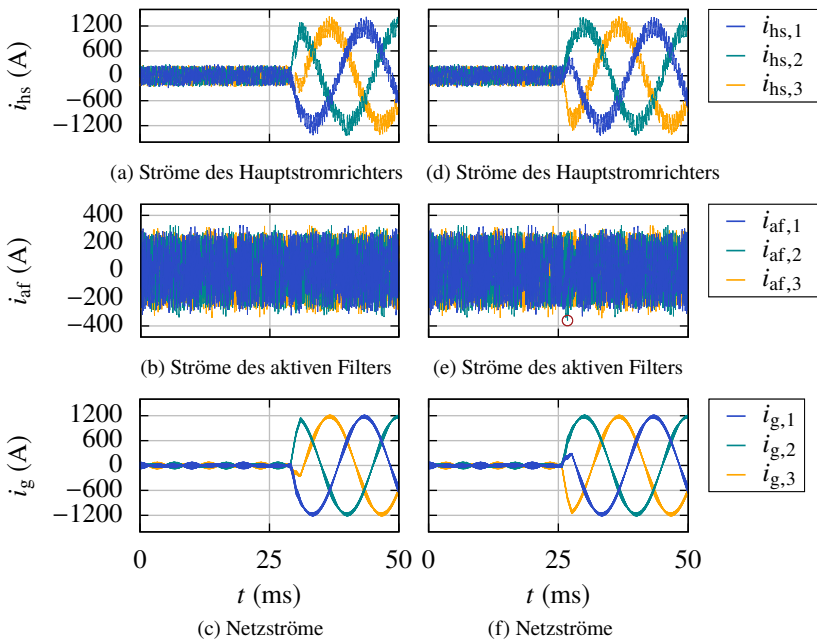 1200
600
0
−600
−1200
i_hs (A)
i_hs,1
i_hs,2
i_hs,3
(a) Ströme des Hauptstromrichters
(d) Ströme des Hauptstromrichters
400
200
0
−200
−400
i_af (A)
i_af,1
i_af,2
i_af,3
(b) Ströme des aktiven Filters
(e) Ströme des aktiven Filters
1200
600
0
−600
−1200
i_g (A)
i_g,1
i_g,2
i_g,3
0 25 50
0 25 50
t (ms)
t (ms)
(c) Netzströme
(f) Netzströme